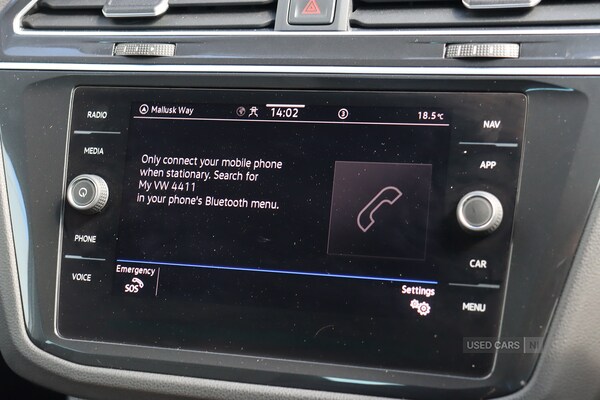 RADIO
MEDIA
PHONE
VOICE
Mallusk Way
14:02
3
18.5°C
Only connect your mobile phone
when stationary. Search for
My VW 4411
in your phone's Bluetooth menu.
Emergency
SOS
Settings
NAV
APP
CAR
MENU
USED CARS NI